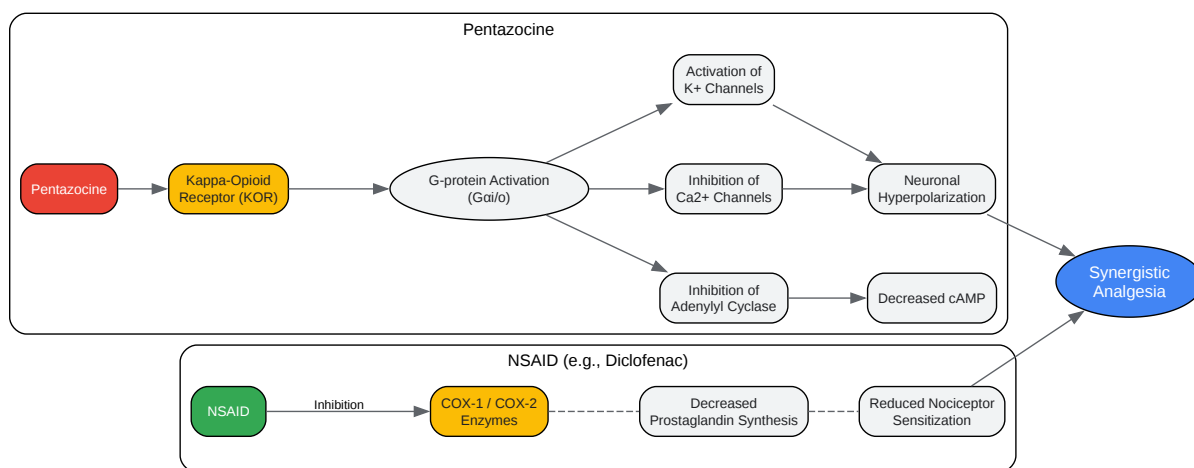 Pentazocine
Activation of
K+ Channels
Pentazocine
Kappa-Opioid
Receptor (KOR)
G-protein Activation
(Gαi/o)
Inhibition of
Ca2+ Channels
Neuronal
Hyperpolarization
Synergistic
Analgesia
Inhibition of
Adenylyl Cyclase
Decreased cAMP
NSAID (e.g., Diclofenac)
NSAID
Inhibition
COX-1 / COX-2
Enzymes
Decreased
Prostaglandin Synthesis
Reduced Nociceptor
Sensitization